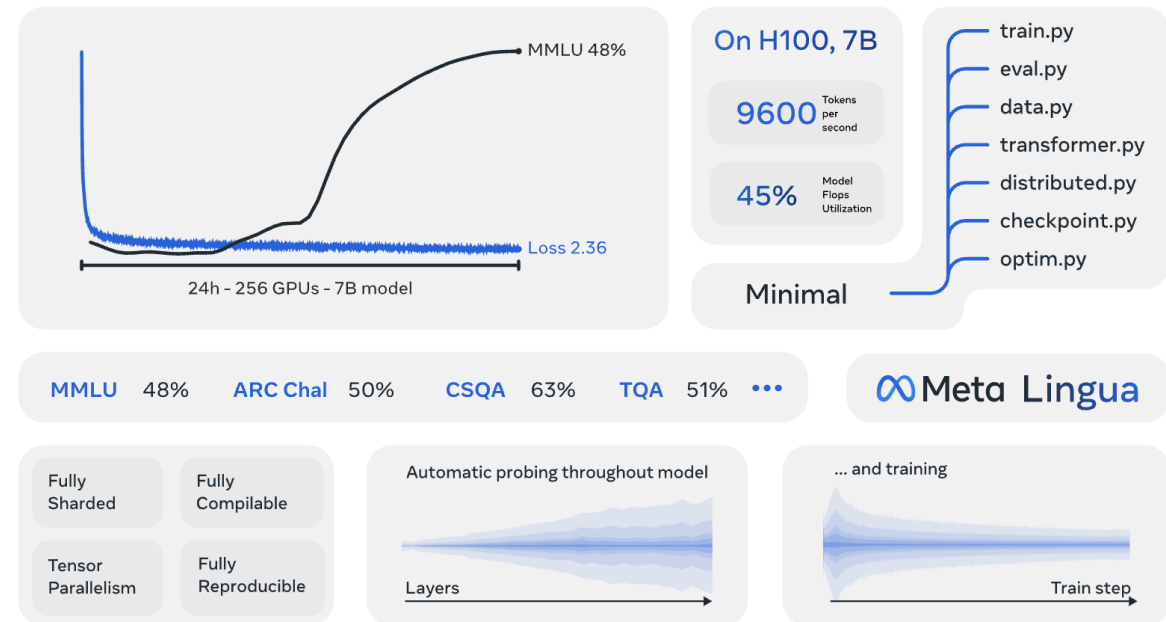 MMLU 48%
Loss 2.36
24h - 256 GPUs - 7B model
On H100, 7B
9600
Tokens
per
second
45%
Model
Flops
Utilization
Minimal
train.py
eval.py
data.py
transformer.py
distributed.py
checkpoint.py
optim.py
MMLU 48% ARC Chal 50% CSQA 63% TQA 51% •••
Meta Lingua
Fully
Sharded
Fully
Compilable
Tensor
Parallelism
Fully
Reproducible
Automatic probing throughout model
Layers
... and training
Train step